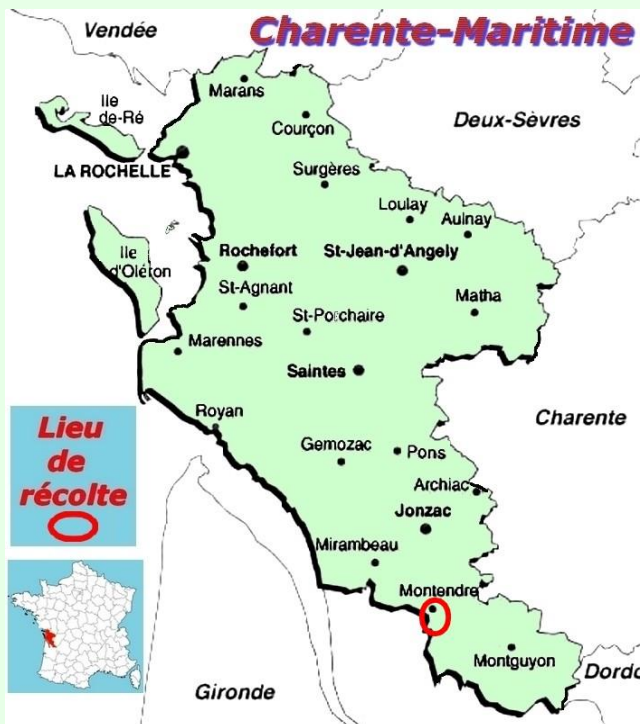 Vendée
Charente-Maritime
Marans
Ile
de-Ré
Courçon
Deux-Sèvres
LA ROCHELLE
Surgères
Loulay
Aulnay
Ile
d'Oléron
Rochefort
St-Jean-d'Angely
St-Agnant
Matha
St-Porchaire
Marennes
Saintes
Lieu
de
récolte
Royan
Charente
Gemozac
Pons
Archiac
Jonzac
Mirambeau
Montendre
Montguyon
Dordo
Gironde